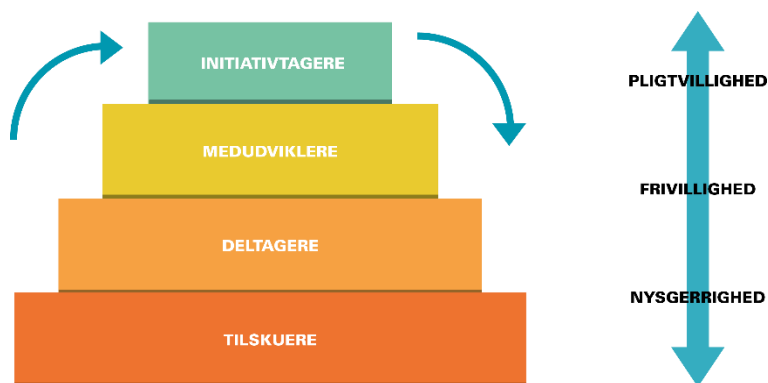 INITIATIVTAGERE
MEDUDVIKLERE
DELTAGERE
TILSKUERE
PLIGTVILLIGHED
FRIVILLIGHED
NYSGERRIGHED